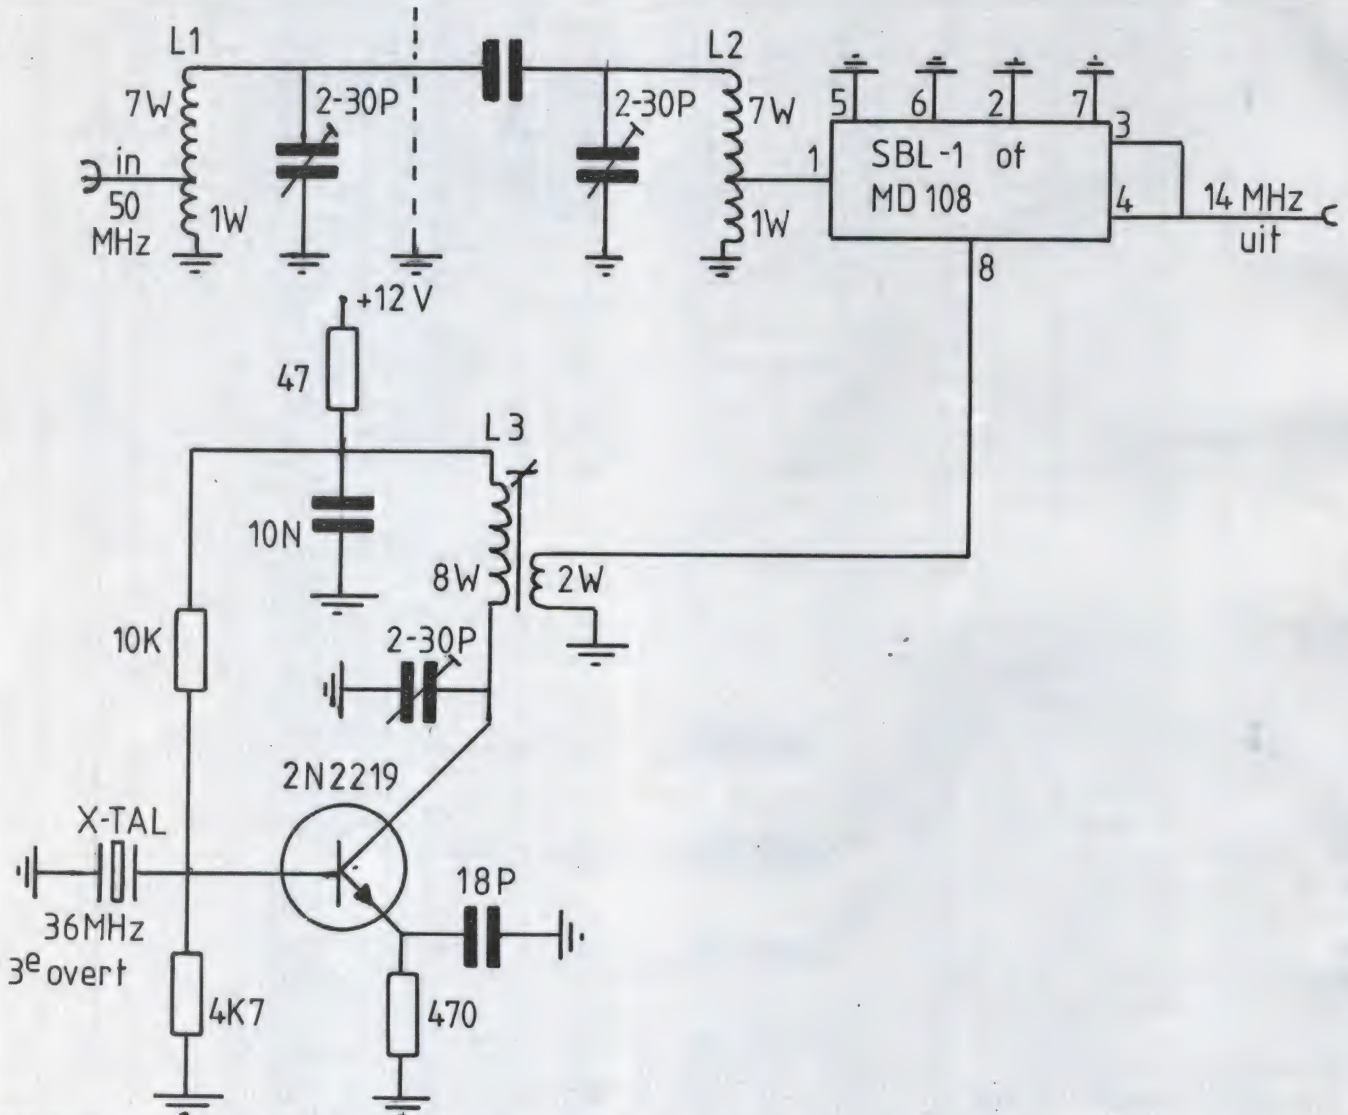 L1
7W
in
50
MHz
1W
2-30P
2-30P
L2
7W
1W
1
5
6
2
7
3
SBL-1 of
MD 108
4
14 MHz
uit
8
+12 V
47
L3
10N
8W
2W
10K
2-30P
2N2219
X-TAL
36MHz
3e overt
18P
4K7
470